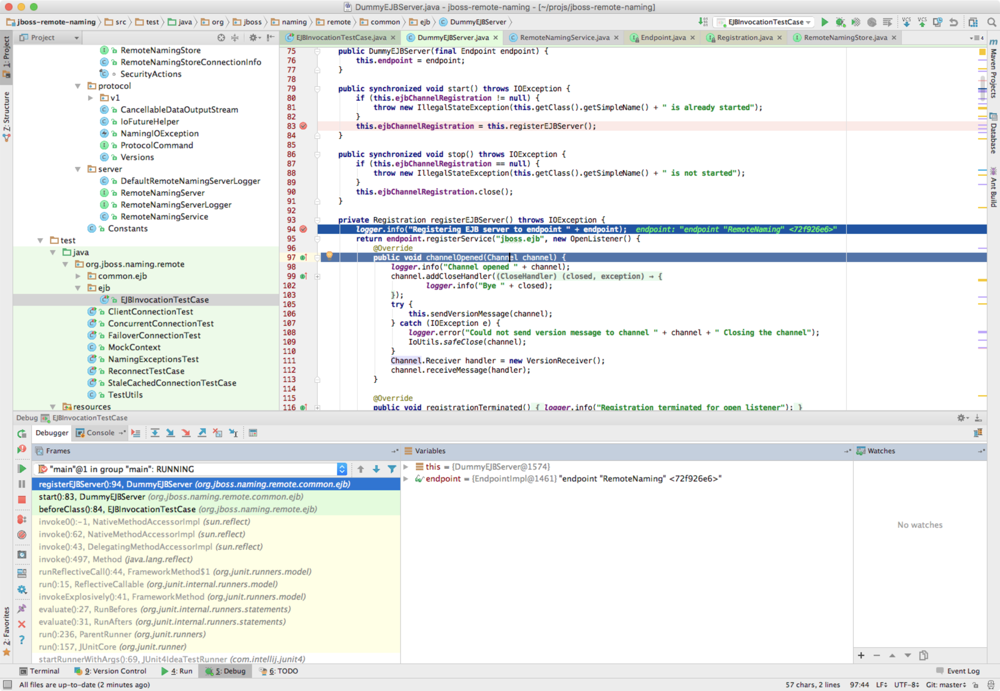 DummyEJBServer.java - jboss-remote-naming - [~/projs/jboss-remote-naming]
jboss-remote-naming src test java org jboss naming remote common ejb DummyEJBServer
EJBInvocationTestCase
VCS VCS
1: Project
Z: Structure
2: Favorites
Project
RemoteNamingStore
RemoteNamingStoreConnectionInfo
SecurityActions
protocol
v1
CancellableDataOutputStream
IoFutureHelper
NamingIOException
ProtocolCommand
Versions
server
DefaultRemoteNamingServerLogger
RemoteNamingServer
RemoteNamingServerLogger
RemoteNamingService
Constants
test
java
org.jboss.naming.remote
common.ejb
ejb
EJBInvocationTestCase
ClientConnectionTest
ConcurrentConnectionTest
FailoverConnectionTest
MockContext
NamingExceptionsTest
ReconnectTestCase
StaleCachedConnectionTestCase
TestUtils
resources
EJBInvocationTestCase.java DummyEJBServer.java RemoteNamingService.java Endpoint.java Registration.java RemoteNamingStore.java 4
75 public DummyEJBServer(final Endpoint endpoint) {
76 this.endpoint = endpoint;
77 }
78
79 public synchronized void start() throws IOException {
80 if (this.ejbChannelRegistration != null) {
81 throw new IllegalStateException(this.getClass().getSimpleName() + " is already started");
82 }
83 this.ejbChannelRegistration = this.registerEJBServer();
84 }
85
86 public synchronized void stop() throws IOException {
87 if (this.ejbChannelRegistration == null) {
88 throw new IllegalStateException(this.getClass().getSimpleName() + " is not started");
89 }
90 this.ejbChannelRegistration.close();
91 }
92
93 private Registration registerEJBServer() throws IOException {
94 logger.info("Registering EJB server to endpoint " + endpoint); endpoint: "endpoint "RemoteNaming" <72f926e6>"
95 return endpoint.registerService("jboss.ejb", new OpenListener() {
96 @Override
97 public void channelOpened(Channel channel) {
98 logger.info("Channel opened " + channel);
99 channel.addCloseHandler((CloseHandler) (closed, exception) → {
102 logger.info("Bye " + closed);
103 });
105 try {
106 this.sendVersionMessage(channel);
107 } catch (IOException e) {
108 logger.error("Could not send version message to channel " + channel + " Closing the channel");
109 IoUtils.safeClose(channel);
110 }
111 Channel.Receiver handler = new VersionReceiver();
112 channel.receiveMessage(handler);
113 }
114
115 @Override
116 public void registrationTerminated() { logger.info("Registration terminated for open listener"); }
Maven Projects
Database
Ant Build
Debug EJBInvocationTestCase
Debugger Console
Frames
"main"@1 in group "main": RUNNING
registerEJBServer():94, DummyEJBServer (org.jboss.naming.remote.common.ejb)
start():83, DummyEJBServer (org.jboss.naming.remote.common.ejb)
beforeClass():84, EJBInvocationTestCase (org.jboss.naming.remote.ejb)
invoke0():-1, NativeMethodAccessorImpl (sun.reflect)
invoke():62, NativeMethodAccessorImpl (sun.reflect)
invoke():43, DelegatingMethodAccessorImpl (sun.reflect)
invoke():497, Method (java.lang.reflect)
runReflectiveCall():44, FrameworkMethod$1 (org.junit.runners.model)
run():15, ReflectiveCallable (org.junit.internal.runners.model)
invokeExplosively():41, FrameworkMethod (org.junit.runners.model)
evaluate():27, RunBefores (org.junit.internal.runners.statements)
evaluate():31, RunAfters (org.junit.internal.runners.statements)
run():236, ParentRunner (org.junit.runners)
run():157, JUnitCore (org.junit.runner)
startRunnerWithArgs():69, JUnit4IdeaTestRunner (com.intellij.junit4)
Variables
this = {DummyEJBServer@1574}
endpoint = {EndpointImpl@1461} "endpoint "RemoteNaming" <72f926e6>"
Watches
No watches
Terminal 9: Version Control 4: Run 5: Debug 6: TODO Event Log
All files are up-to-date (2 minutes ago) 57 chars, 2 lines 97:44 LF UTF-8 Git: master